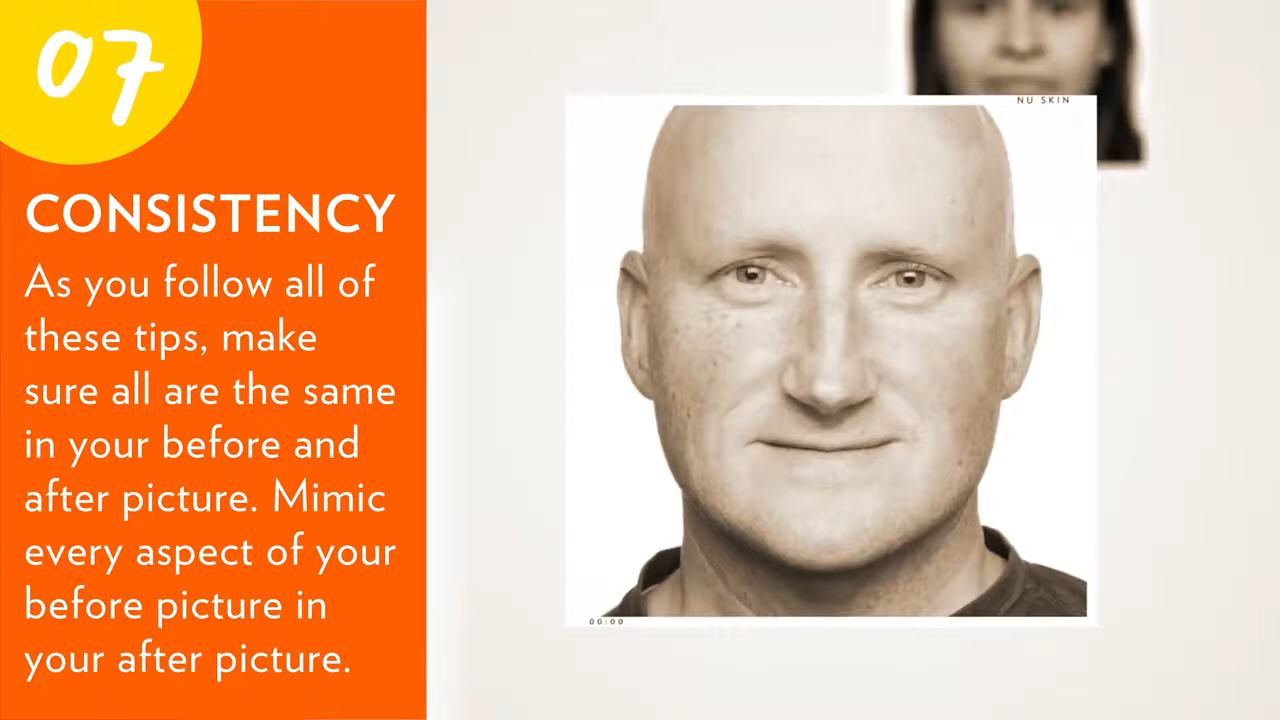 07
CONSISTENCY
As you follow all of
these tips, make
sure all are the same
in your before and
after picture. Mimic
every aspect of your
before picture in
your after picture.
NU SKIN
00:00